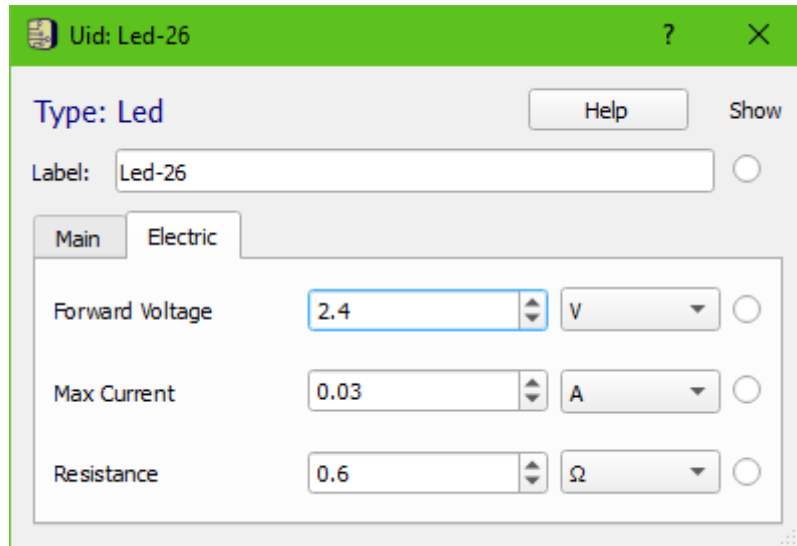 Uid: Led-26 ?
Type: Led Help Show
Label: Led-26
Main Electric
Forward Voltage 2.4 V
Max Current 0.03 A
Resistance 0.6 Ω